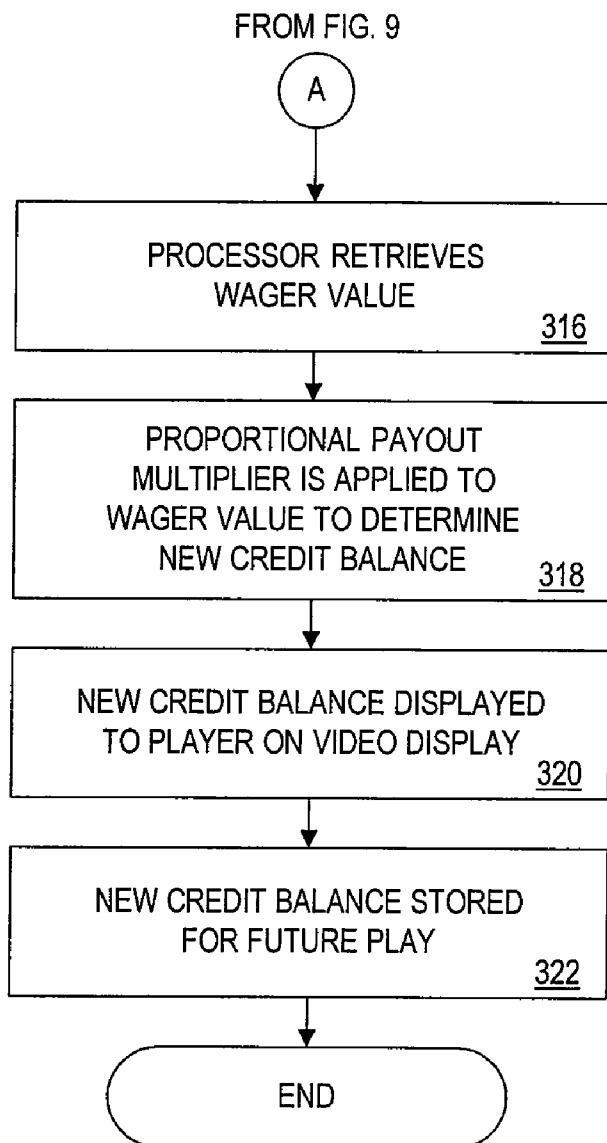 FROM FIG. 9
A
PROCESSOR RETRIEVES
WAGER VALUE
316
PROPORTIONAL PAYOUT
MULTIPLIER IS APPLIED TO
WAGER VALUE TO DETERMINE
NEW CREDIT BALANCE
318
NEW CREDIT BALANCE DISPLAYED
TO PLAYER ON VIDEO DISPLAY
320
NEW CREDIT BALANCE STORED
FOR FUTURE PLAY
322
END